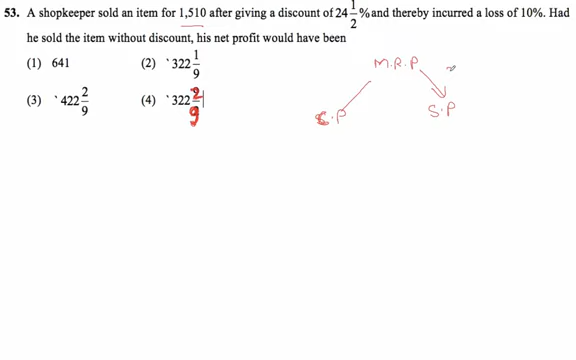 53. A shopkeeper sold an item for 1,510 after giving a discount of 24 1/2 % and thereby incurred a loss of 10%. Had
he sold the item without discount, his net profit would have been
(1) 641 (2) `322 1/9
(3) `422 2/9 (4) `322 2/9
M.R.P
C.P S.P